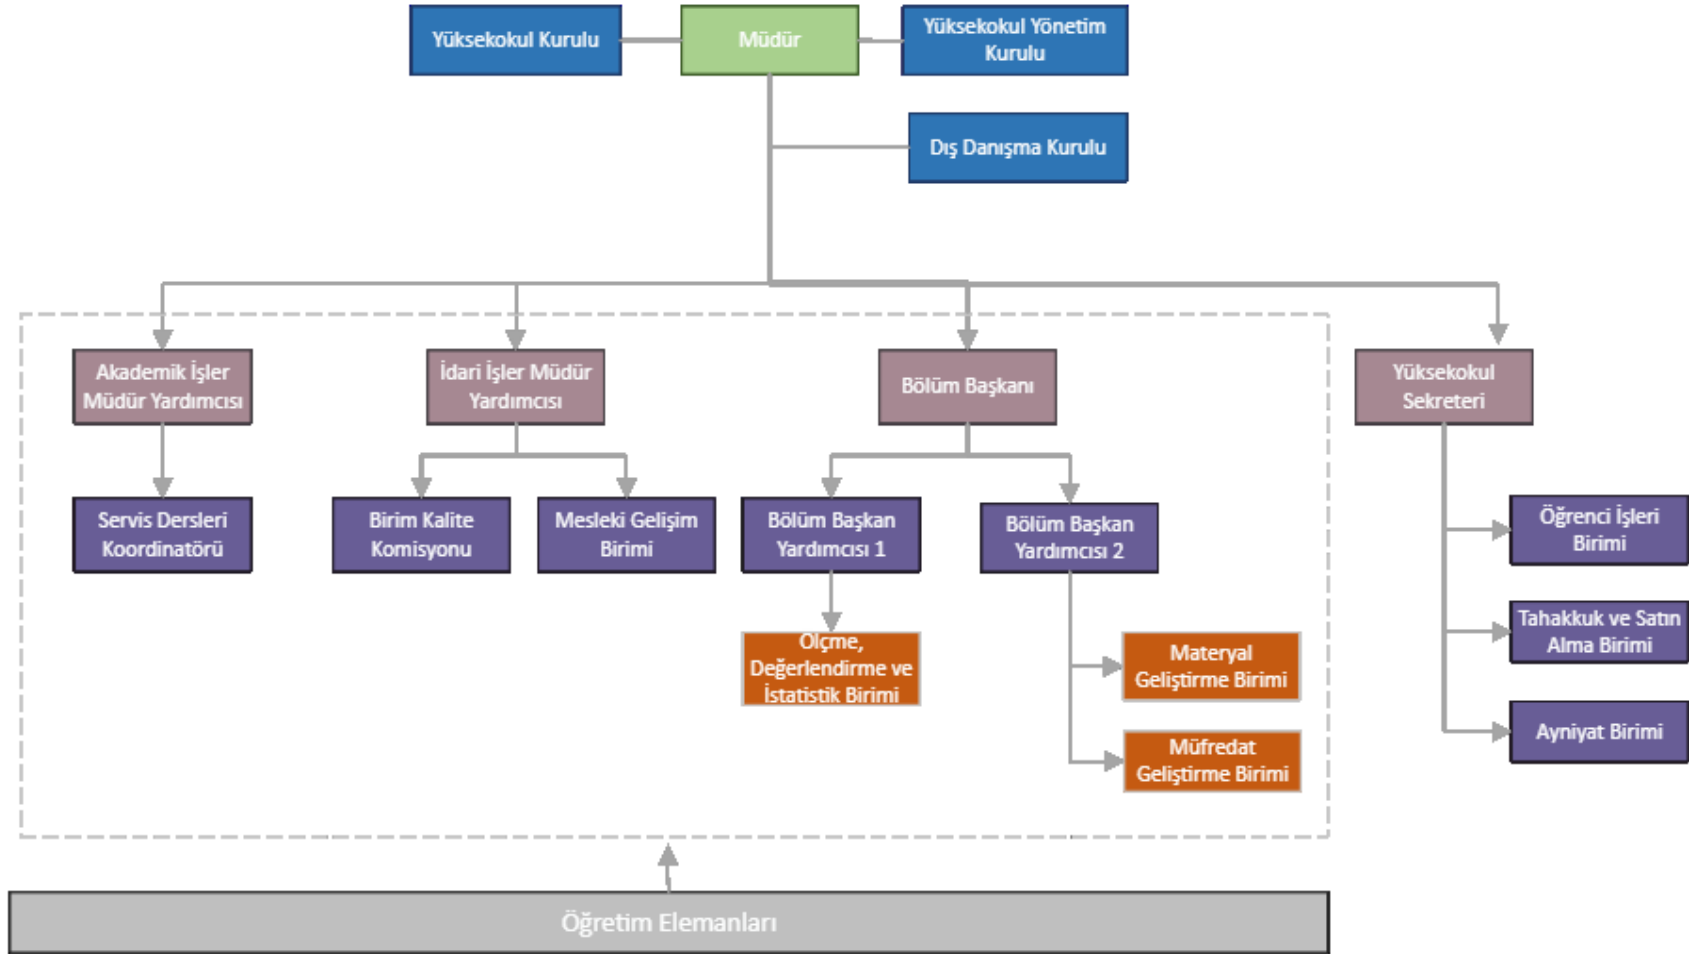 Yüksekokul Kurulu
Müdür
Yüksekokul Yönetim
Kurulu
Dış Danışma Kurulu
Akademik İşler
Müdür Yardımcısı
İdari İşler Müdür
Yardımcısı
Bölüm Başkanı
Yüksekokul
Sekreteri
Servis Dersleri
Koordinatörü
Birim Kalite
Komisyonu
Mesleki Gelişim
Birimi
Bölüm Başkan
Yardımcısı 1
Bölüm Başkan
Yardımcısı 2
Öğrenci İşleri
Birimi
Tahakkuk ve Satın
Alma Birimi
Ayniyat Birimi
Ölçme,
Değerlendirme ve
İstatistik Birimi
Materyal
Geliştirme Birimi
Müfredat
Geliştirme Birimi
Öğretim Elemanları